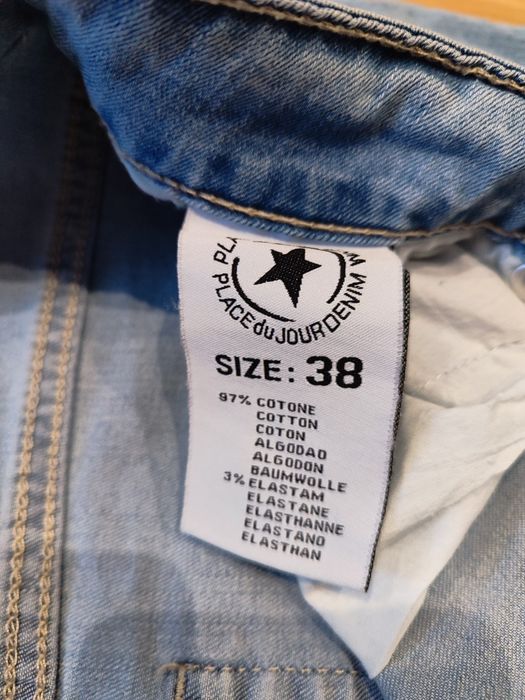 PLACE du JOUR DENIM
SIZE: 38
97% COTONE
COTTON
COTON
ALGODAO
ALGODON
BAUMWOLLE
3% ELASTAM
ELASTANE
ELASTHANNE
ELASTANO
ELASTHAN